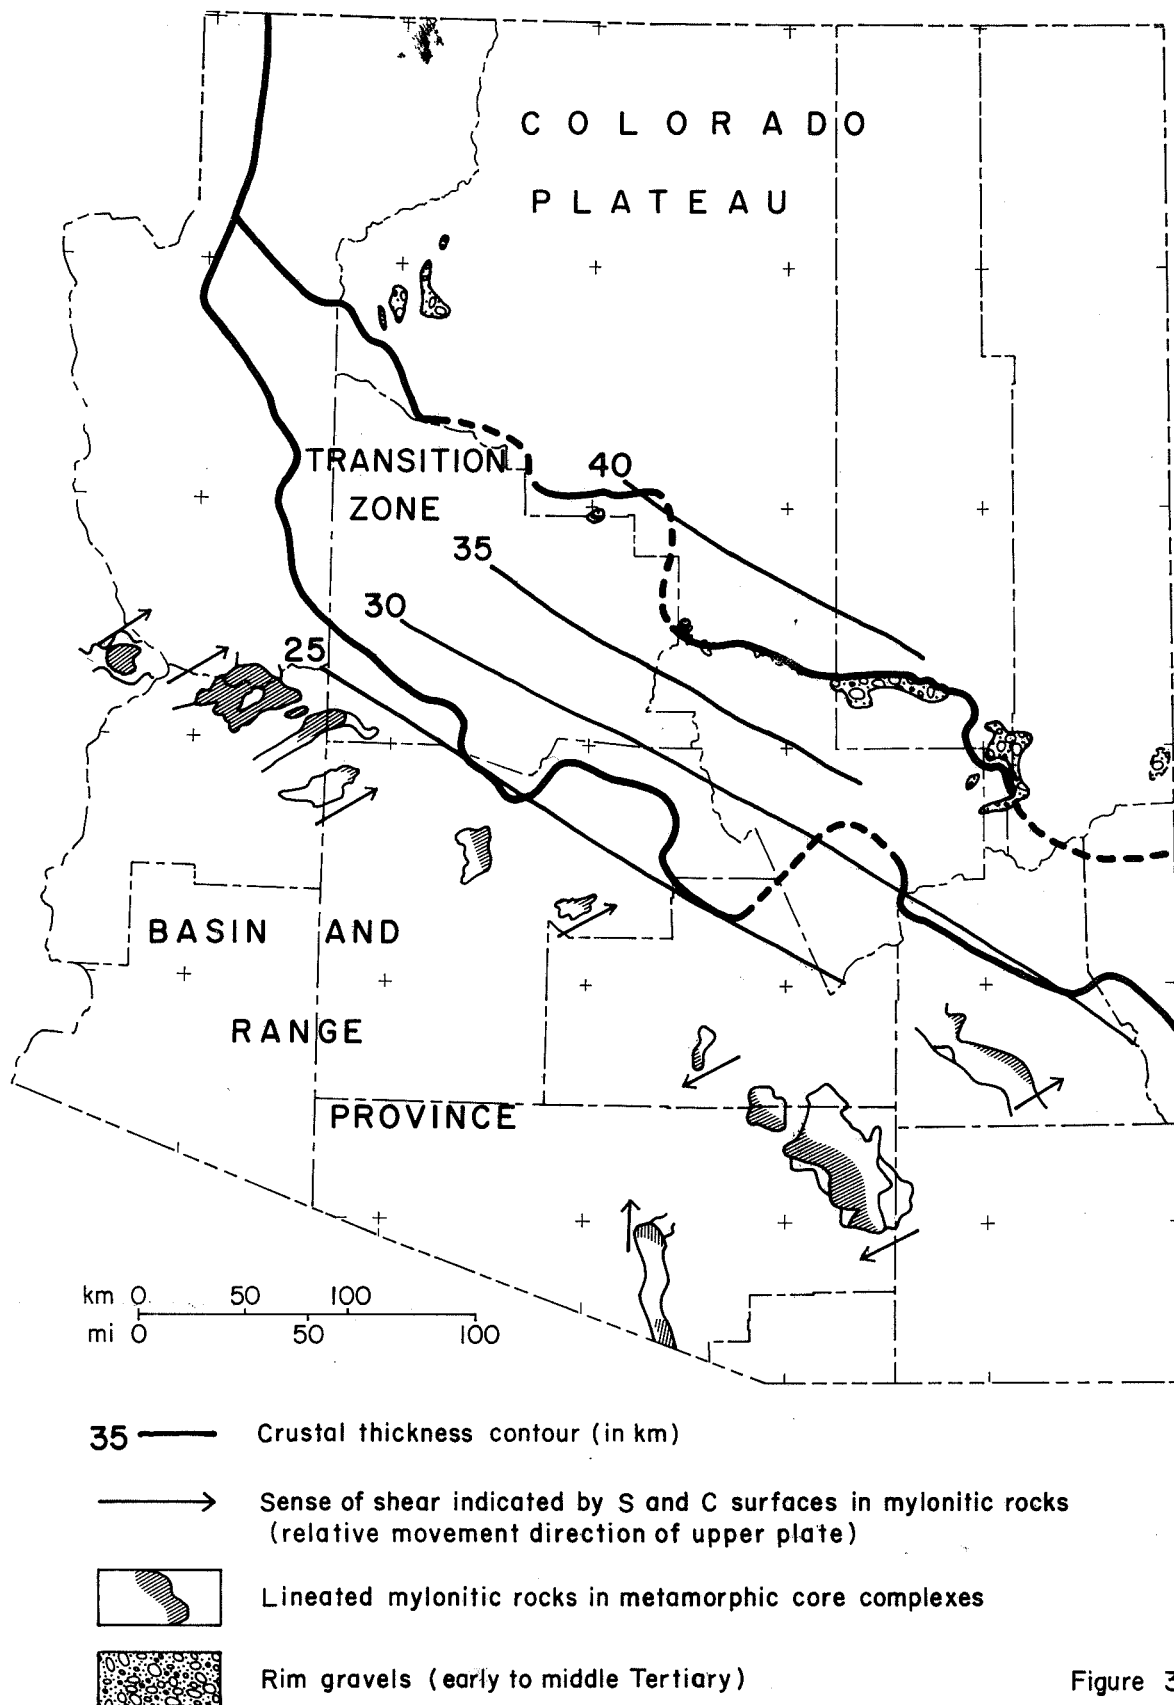 COLORADO
PLATEAU
TRANSITION
ZONE
40
35
30
25
BASIN AND
RANGE
PROVINCE
km 0 50 100
mi 0 50 100
35 Crustal thickness contour (in km)
Sense of shear indicated by S and C surfaces in mylonitic rocks
(relative movement direction of upper plate)
Lineated mylonitic rocks in metamorphic core complexes
Rim gravels (early to middle Tertiary)
Figure 3